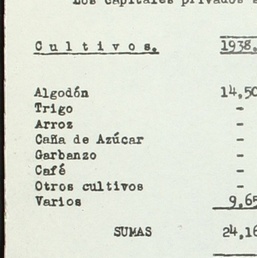 Los capitales privados
C u l t i v o s. 1938.
Algodón 14,50
Trigo -
Arroz -
Caña de Azúcar -
Garbanzo -
Café -
Otros cultivos -
Varios 9,65
SUMAS 24,16